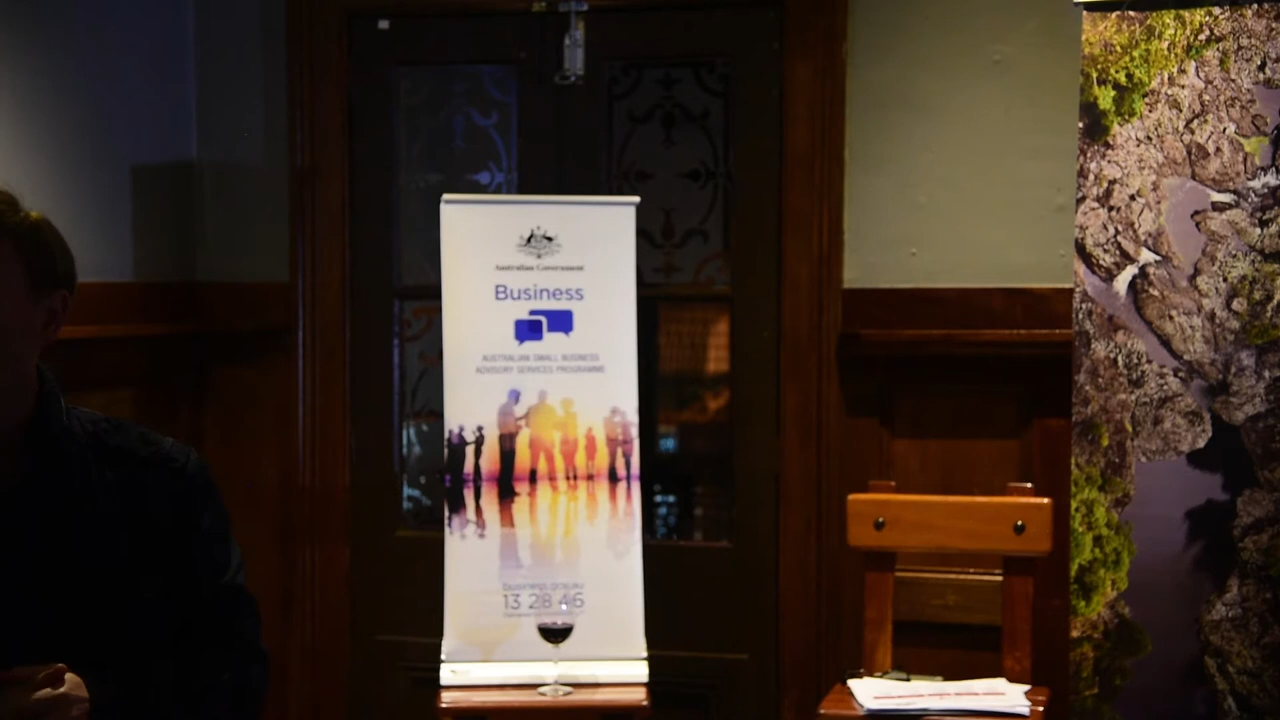 Australian Government
Business
AUSTRALIAN SMALL BUSINESS
ADVISORY SERVICES PROGRAMME
business.gov.au
13 28 46